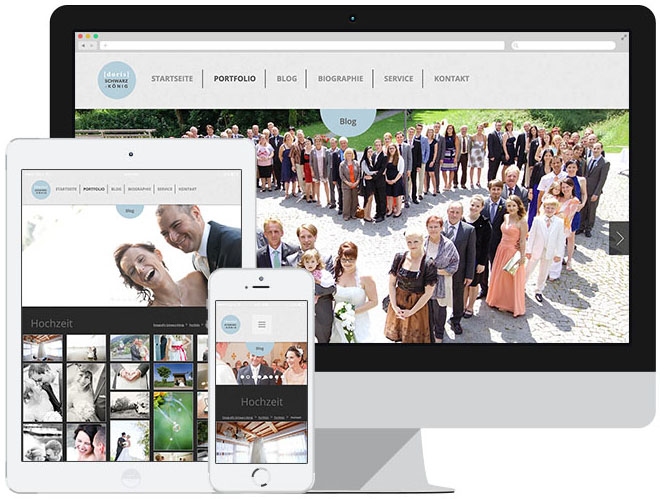 [doris]
SCHWARZ
-KÖNIG
STARTSEITE PORTFOLIO BLOG BIOGRAPHIE SERVICE KONTAKT
Blog
STARTSEITE PORTFOLIO BLOG BIOGRAPHIE SERVICE KONTAKT
Blog
Hochzeit
Blog
Hochzeit